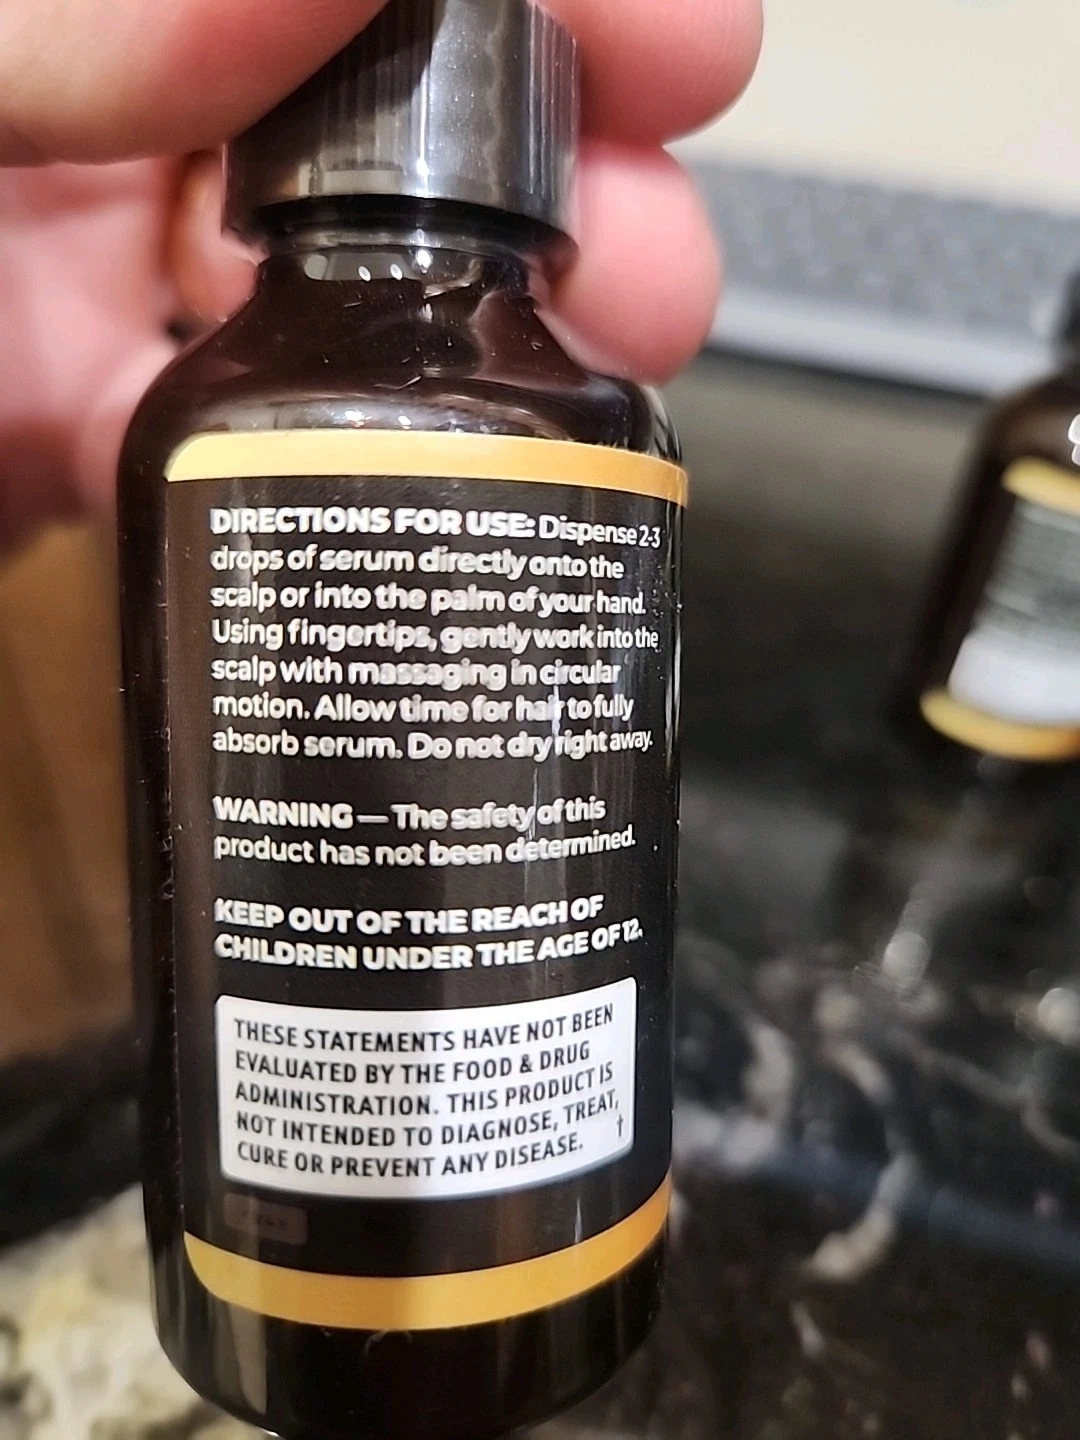 DIRECTIONS FOR USE: Dispense 2-3
drops of serum directly onto the
scalp or into the palm of your hand.
Using fingertips, gently work into the
scalp with massaging in circular
motion. Allow time for hair to fully
absorb serum. Do not dry right away.
WARNING — The safety of this
product has not been determined.
KEEP OUT OF THE REACH OF
CHILDREN UNDER THE AGE OF 12.
THESE STATEMENTS HAVE NOT BEEN
EVALUATED BY THE FOOD & DRUG
ADMINISTRATION. THIS PRODUCT IS
NOT INTENDED TO DIAGNOSE, TREAT,
CURE OR PREVENT ANY DISEASE. †